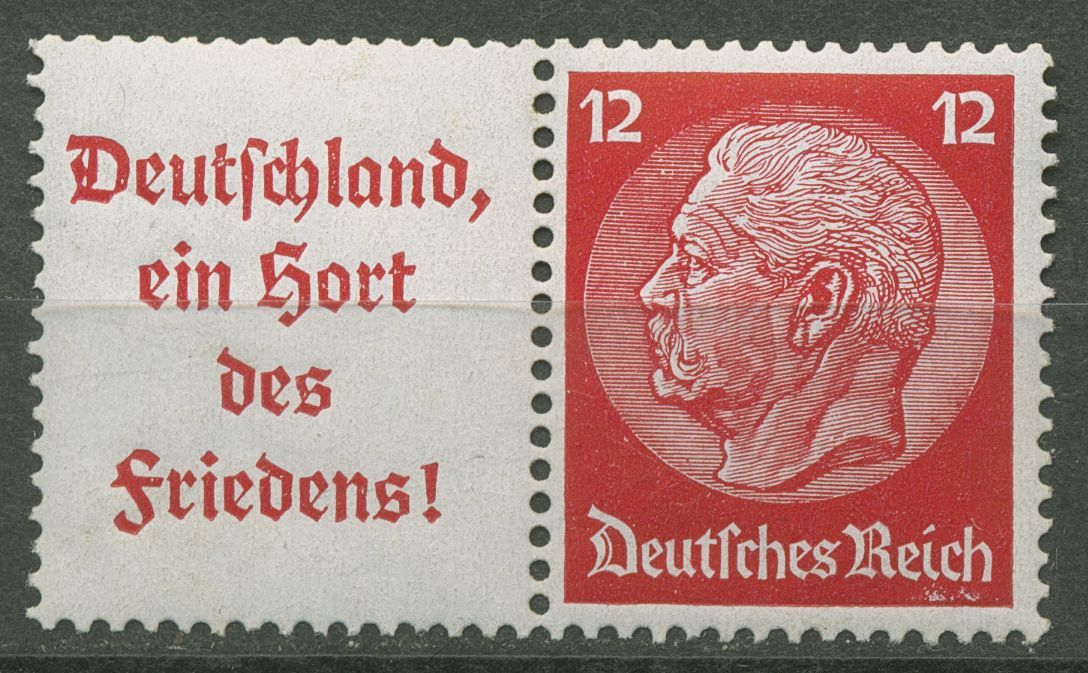 Deutſchland,
ein Hort
des
Friedens!
12 12
Deutſches Reich